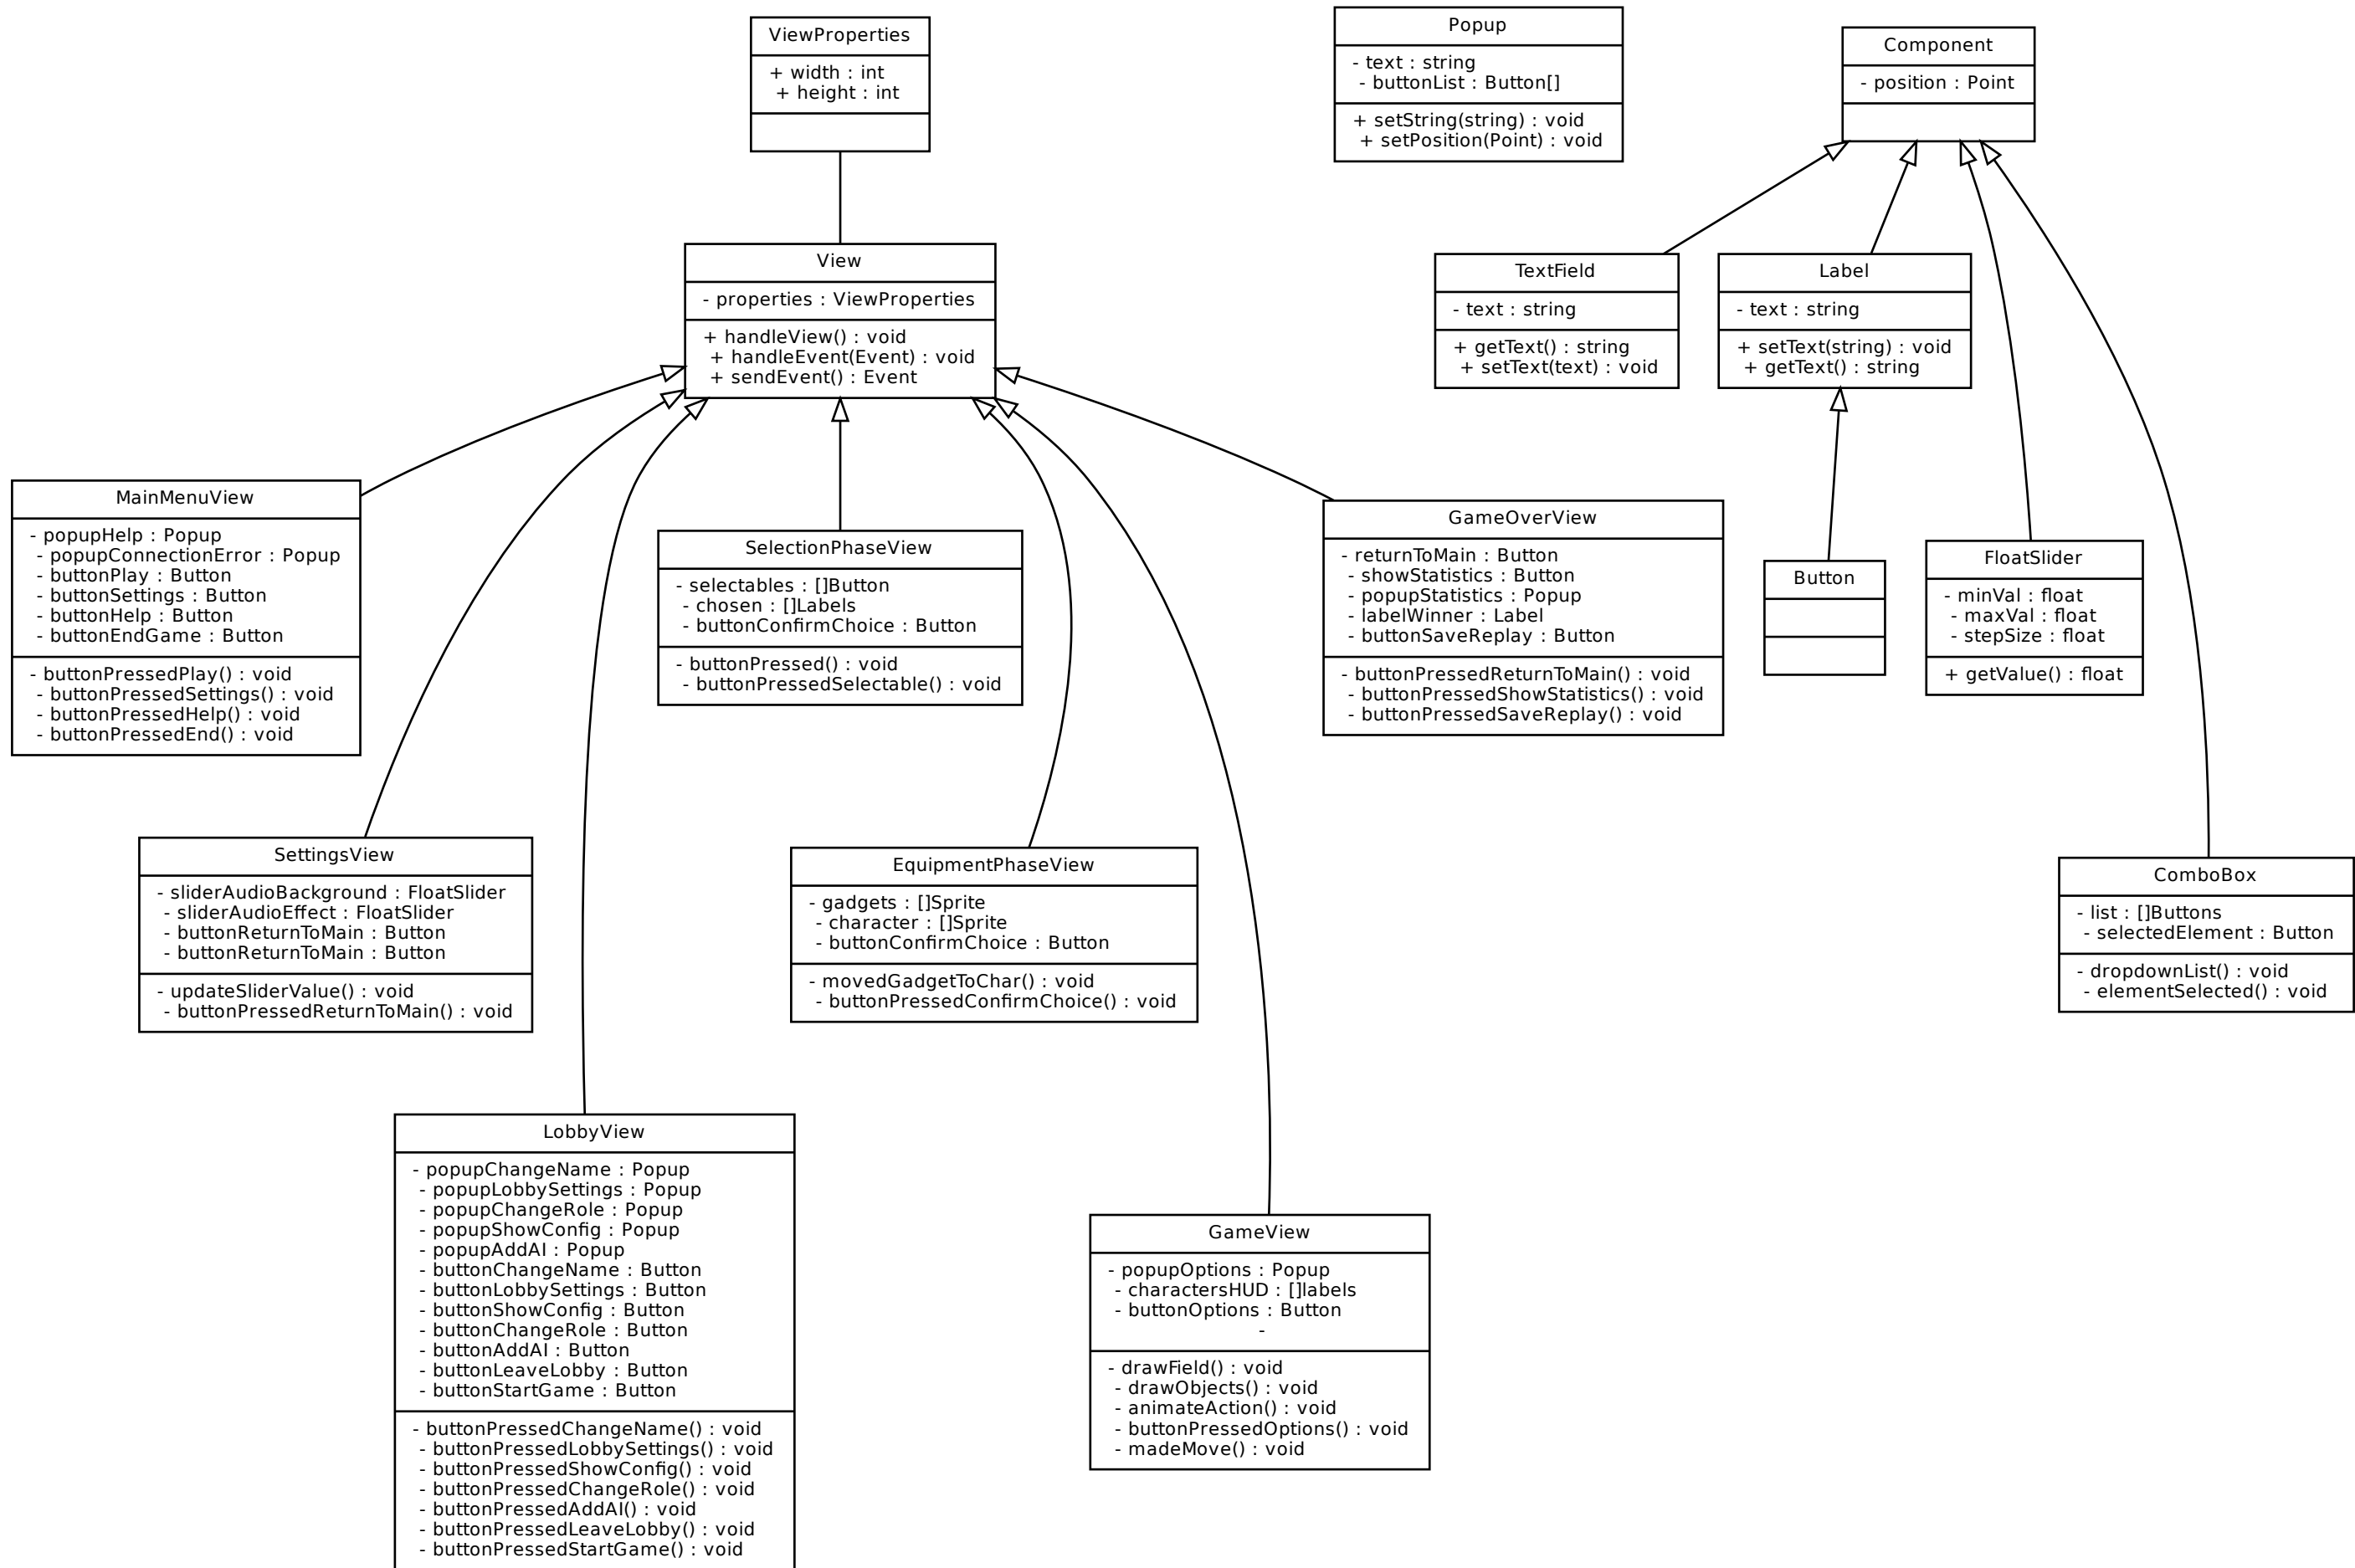 ViewProperties
+ width : int
+ height : int
Popup
- text : string
- buttonList : Button[]
+ setString(string) : void
+ setPosition(Point) : void
Component
- position : Point
View
- properties : ViewProperties
+ handleView() : void
+ handleEvent(Event) : void
+ sendEvent() : Event
TextField
- text : string
+ getText() : string
+ setText(text) : void
Label
- text : string
+ setText(string) : void
+ getText() : string
MainMenuView
- popupHelp : Popup
- popupConnectionError : Popup
- buttonPlay : Button
- buttonSettings : Button
- buttonHelp : Button
- buttonEndGame : Button
- buttonPressedPlay() : void
- buttonPressedSettings() : void
- buttonPressedHelp() : void
- buttonPressedEnd() : void
SelectionPhaseView
- selectables : []Button
- chosen : []Labels
- buttonConfirmChoice : Button
- buttonPressed() : void
- buttonPressedSelectable() : void
GameOverView
- returnToMain : Button
- showStatistics : Button
- popupStatistics : Popup
- labelWinner : Label
- buttonSaveReplay : Button
- buttonPressedReturnToMain() : void
- buttonPressedShowStatistics() : void
- buttonPressedSaveReplay() : void
Button
FloatSlider
- minVal : float
- maxVal : float
- stepSize : float
+ getValue() : float
SettingsView
- sliderAudioBackground : FloatSlider
- sliderAudioEffect : FloatSlider
- buttonReturnToMain : Button
- buttonReturnToMain : Button
- updateSliderValue() : void
- buttonPressedReturnToMain() : void
EquipmentPhaseView
- gadgets : []Sprite
- character : []Sprite
- buttonConfirmChoice : Button
- movedGadgetToChar() : void
- buttonPressedConfirmChoice() : void
ComboBox
- list : []Buttons
- selectedElement : Button
- dropdownList() : void
- elementSelected() : void
LobbyView
- popupChangeName : Popup
- popupLobbySettings : Popup
- popupChangeRole : Popup
- popupShowConfig : Popup
- popupAddAI : Popup
- buttonChangeName : Button
- buttonLobbySettings : Button
- buttonShowConfig : Button
- buttonChangeRole : Button
- buttonAddAI : Button
- buttonLeaveLobby : Button
- buttonStartGame : Button
- buttonPressedChangeName() : void
- buttonPressedLobbySettings() : void
- buttonPressedShowConfig() : void
- buttonPressedChangeRole() : void
- buttonPressedAddAI() : void
- buttonPressedLeaveLobby() : void
- buttonPressedStartGame() : void
GameView
- popupOptions : Popup
- charactersHUD : []labels
- buttonOptions : Button
-
- drawField() : void
- drawObjects() : void
- animateAction() : void
- buttonPressedOptions() : void
- madeMove() : void